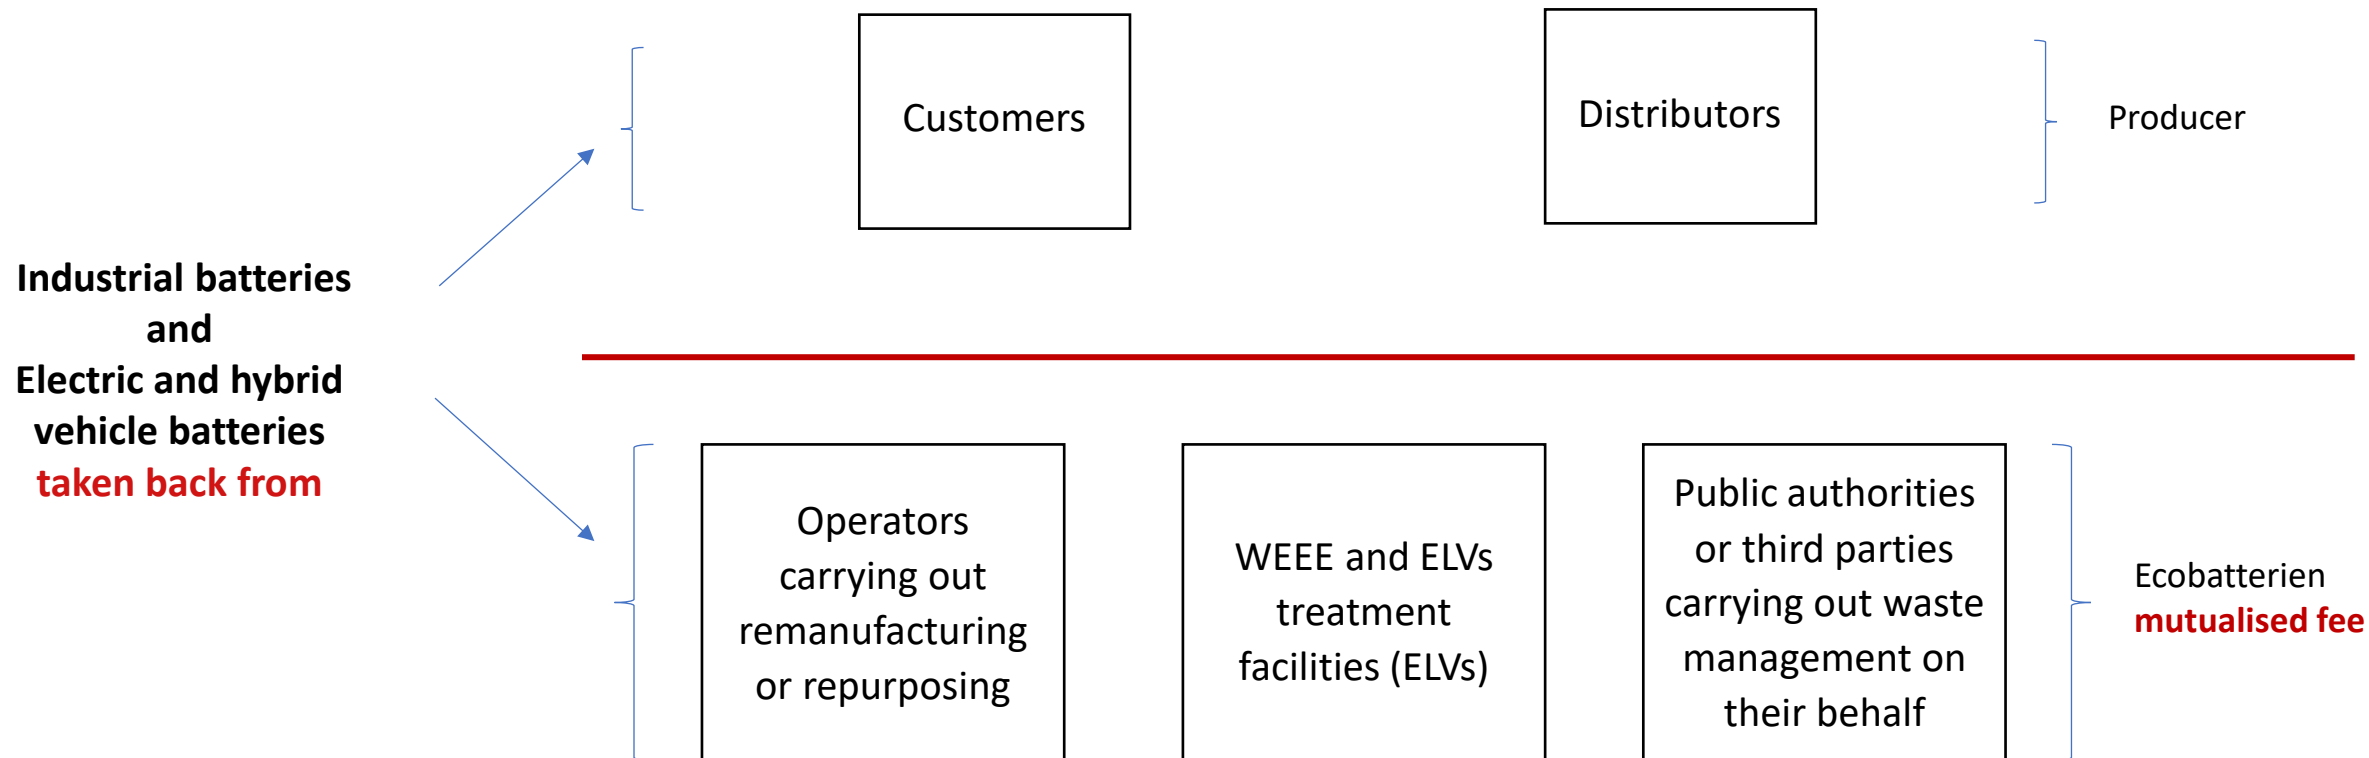 Customers
Distributors
Producer
Industrial batteries
and
Electric and hybrid
vehicle batteries
taken back from
Operators
carrying out
remanufacturing
or repurposing
WEEE and ELVs
treatment
facilities (ELVs)
Public authorities
or third parties
carrying out waste
management on
their behalf
Ecobatterien
mutualised fee